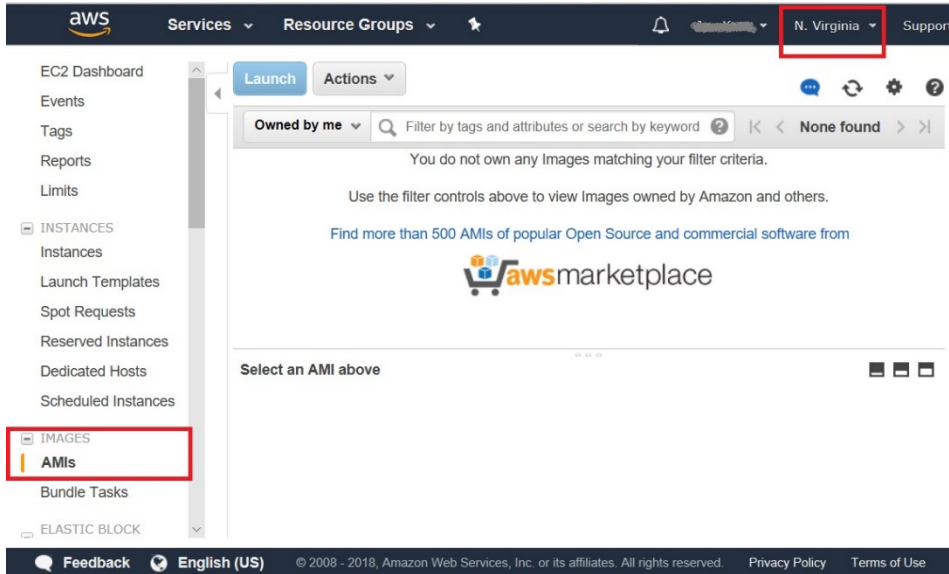 aws Services Resource Groups N. Virginia Support
EC2 Dashboard
Events
Tags
Reports
Limits
INSTANCES
Instances
Launch Templates
Spot Requests
Reserved Instances
Dedicated Hosts
Scheduled Instances
IMAGES
AMIs
Bundle Tasks
ELASTIC BLOCK
Launch Actions
Owned by me Filter by tags and attributes or search by keyword None found
You do not own any Images matching your filter criteria.
Use the filter controls above to view Images owned by Amazon and others.
Find more than 500 AMIs of popular Open Source and commercial software from
awsmarketplace
Select an AMI above
Feedback English (US) © 2008 - 2018, Amazon Web Services, Inc. or its affiliates. All rights reserved. Privacy Policy Terms of Use